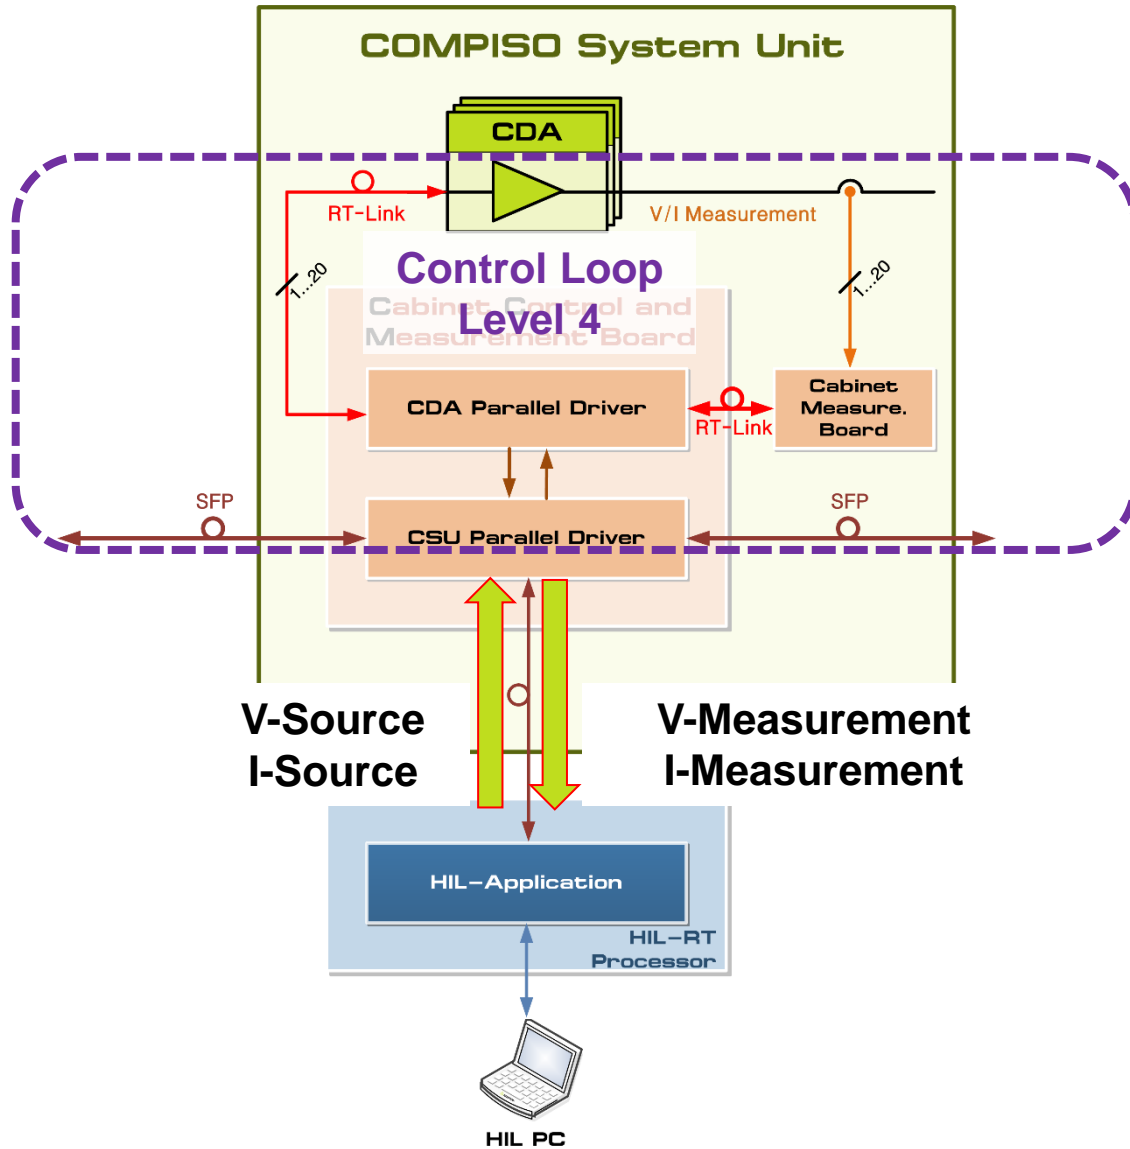 COMPISO System Unit
CDA
RT-Link
V/I Measurement
1...20
1...20
Control Loop
Level 4
Cabinet Control and
Measurement Board
CDA Parallel Driver
RT-Link
Cabinet
Measure.
Board
SFP
CSU Parallel Driver
SFP
V-Source
I-Source
V-Measurement
I-Measurement
HIL-Application
HIL-RT
Processor
HIL PC